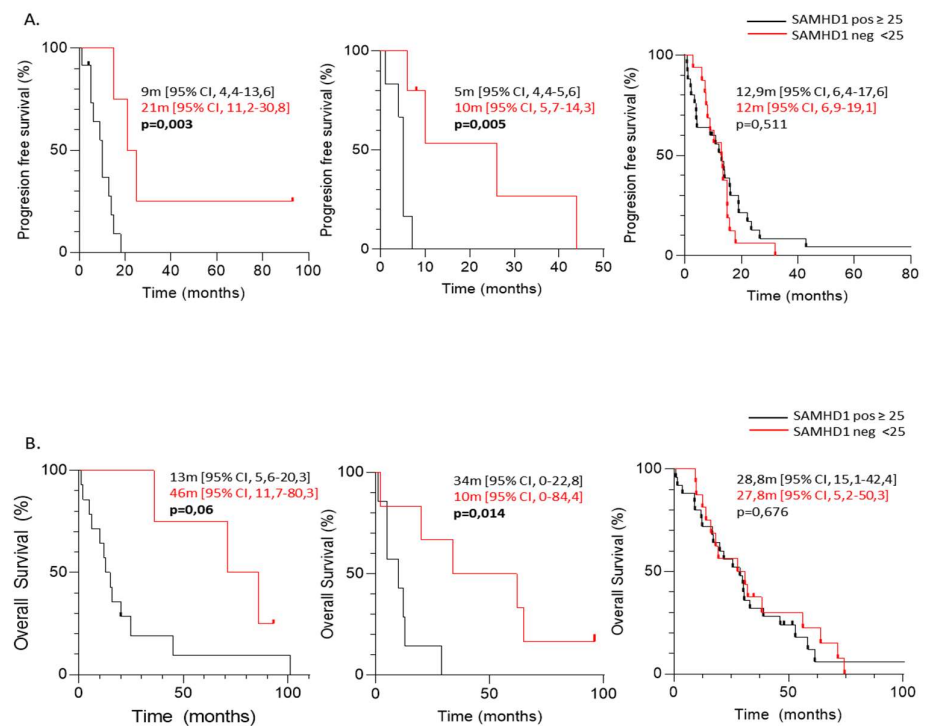 A.
SAMHD1 pos ≥ 25
SAMHD1 neg <25
Progresion free survival (%)
100
50
0
9m [95% CI, 4,4-13,6]
21m [95% CI, 11,2-30,8]
p=0,003
0 20 40 60 80 100
Time (months)
Progresion free survival (%)
100
50
0
5m [95% CI, 4,4-5,6]
10m [95% CI, 5,7-14,3]
p=0,005
0 10 20 30 40 50
Time (months)
Progresion free survival (%)
100
50
0
12,9m [95% CI, 6,4-17,6]
12m [95% CI, 6,9-19,1]
p=0,511
0 20 40 60 80
Time (months)
B.
SAMHD1 pos ≥ 25
SAMHD1 neg <25
Overall Survival (%)
100
50
0
13m [95% CI, 5,6-20,3]
46m [95% CI, 11,7-80,3]
p=0,06
0 50 100
Time (months)
Overall Survival (%)
100
50
0
34m [95% CI, 0-22,8]
10m [95% CI, 0-84,4]
p=0,014
0 50 100
Time (months)
Overall Survival (%)
100
50
0
28,8m [95% CI, 15,1-42,4]
27,8m [95% CI, 5,2-50,3]
p=0,676
0 50 100
Time (months)